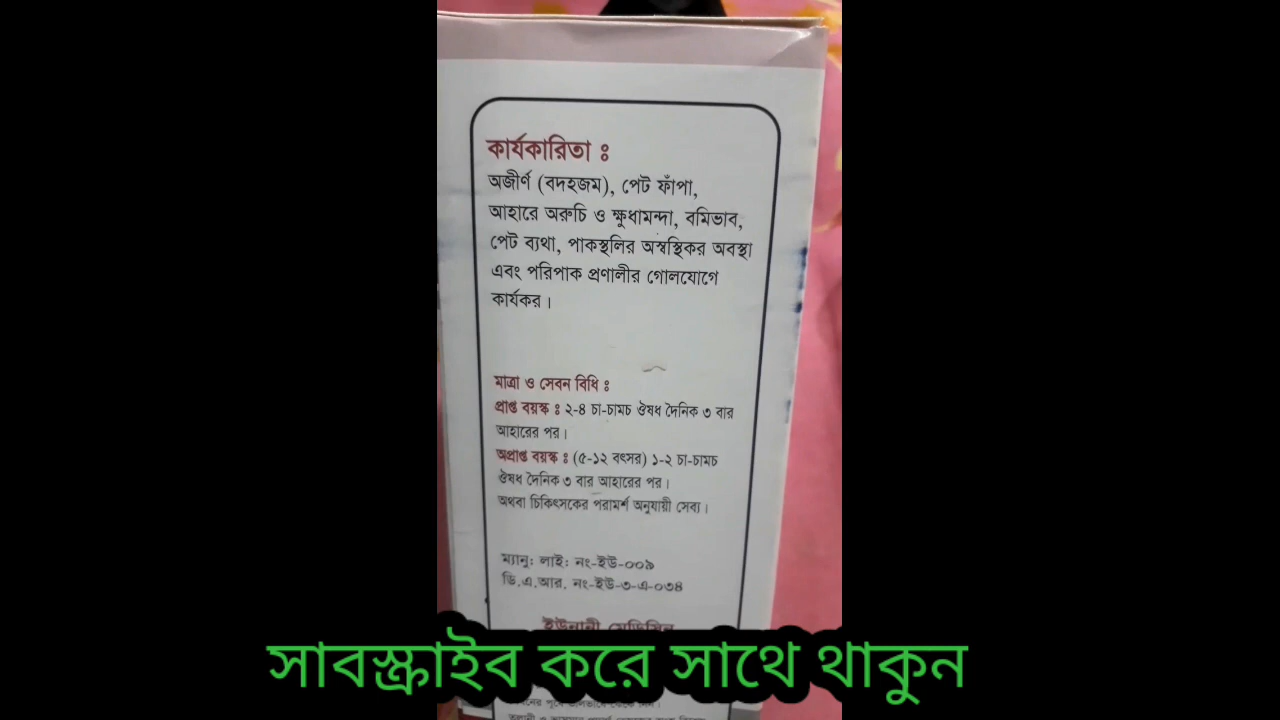 কার্যকারিতা ঃ
অজীর্ণ (বদহজম), পেট ফাঁপা,
আহারে অরুচি ও ক্ষুধামন্দা, বমিভাব,
পেট ব্যথা, পাকস্থলির অস্বস্থিকর অবস্থা
এবং পরিপাক প্রণালীর গোলযোগে
কার্যকর।
মাত্রা ও সেবন বিধি ঃ
প্রাপ্ত বয়স্ক ঃ ২-৪ চা-চামচ ঔষধ দৈনিক ৩ বার
আহারের পর।
অপ্রাপ্ত বয়স্ক ঃ (৫-১২ বৎসর) ১-২ চা-চামচ
ঔষধ দৈনিক ৩ বার আহারের পর।
অথবা চিকিৎসকের পরামর্শ অনুযায়ী সেব্য।
ম্যানু: লাই: নং-ইউ-০০৯
ডি.এ.আর. নং-ইউ-৩-এ-০৩৪
ইউনানী মেডিসিন
সাবস্ক্রাইব করে সাথে থাকুন